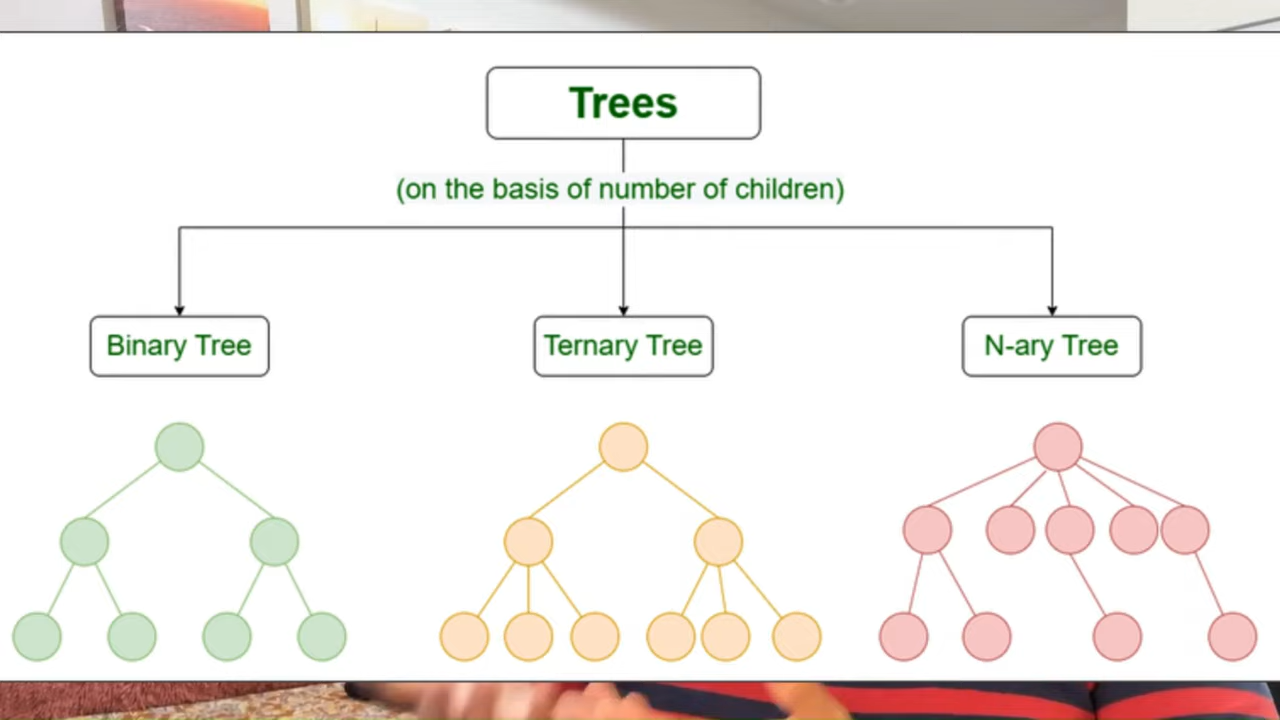 Trees
(on the basis of number of children)
Binary Tree
Ternary Tree
N-ary Tree